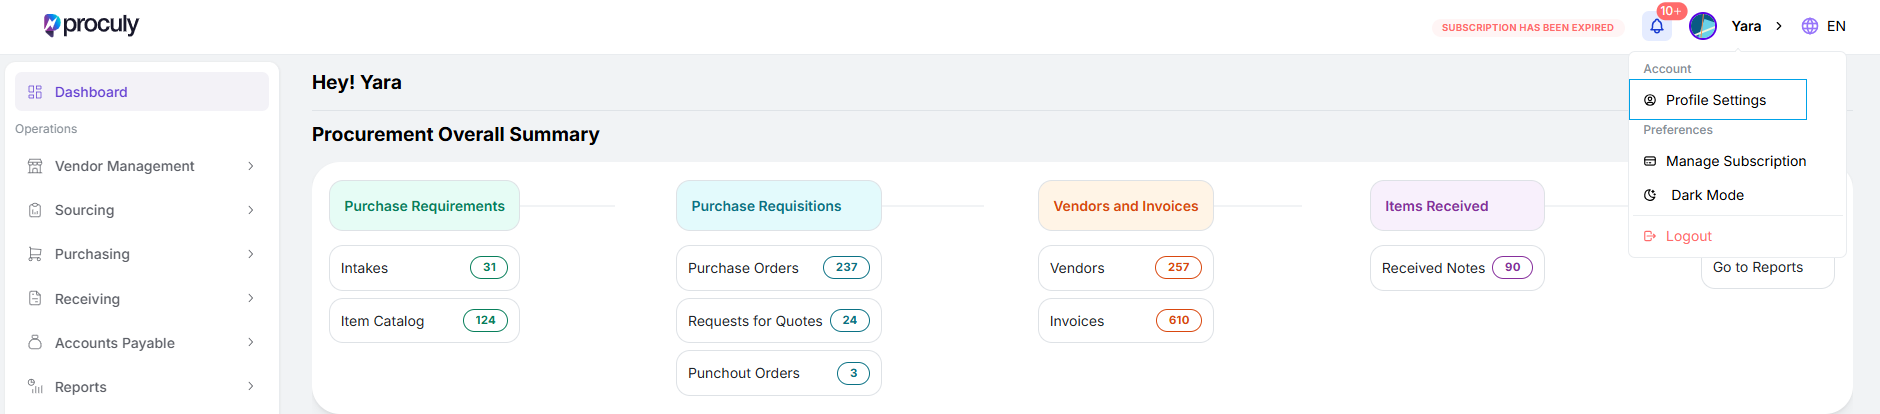 proculy
SUBSCRIPTION HAS BEEN EXPIRED
10+
Yara
EN
Account
Profile Settings
Preferences
Manage Subscription
Dark Mode
Logout
Dashboard
Operations
Vendor Management
Sourcing
Purchasing
Receiving
Accounts Payable
Reports
Hey! Yara
Procurement Overall Summary
Purchase Requirements
Intakes 31
Item Catalog 124
Purchase Requisitions
Purchase Orders 237
Requests for Quotes 24
Punchout Orders 3
Vendors and Invoices
Vendors 257
Invoices 610
Items Received
Received Notes 90
Go to Reports